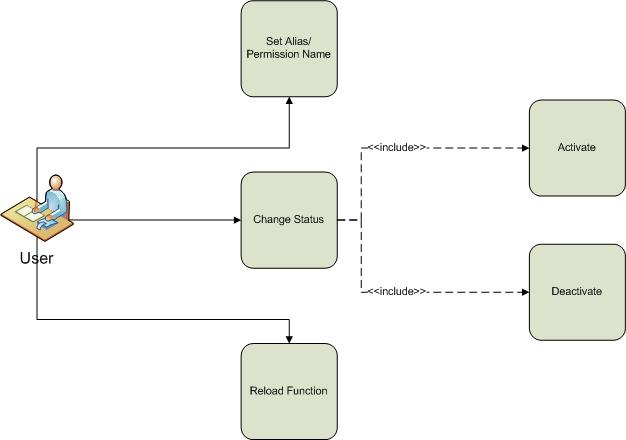 Set Alias/
Permission Name
<<include>>
Activate
Change Status
User
<<include>>
Deactivate
Reload Function